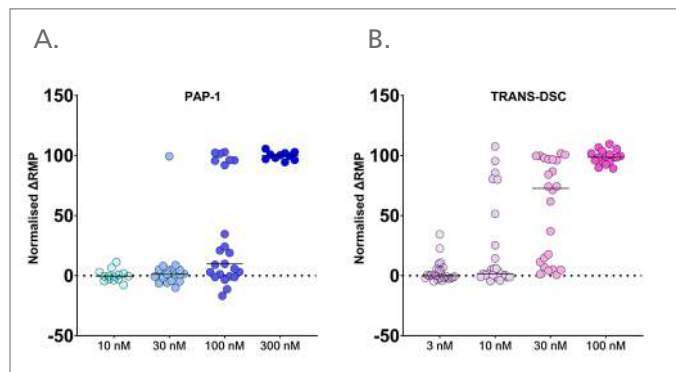 A.
PAP-1
Normalised ΔRMP
150
100
50
0
-50
10 nM 30 nM 100 nM 300 nM
B.
TRANS-DSC
Normalised ΔRMP
150
100
50
0
-50
3 nM 10 nM 30 nM 100 nM